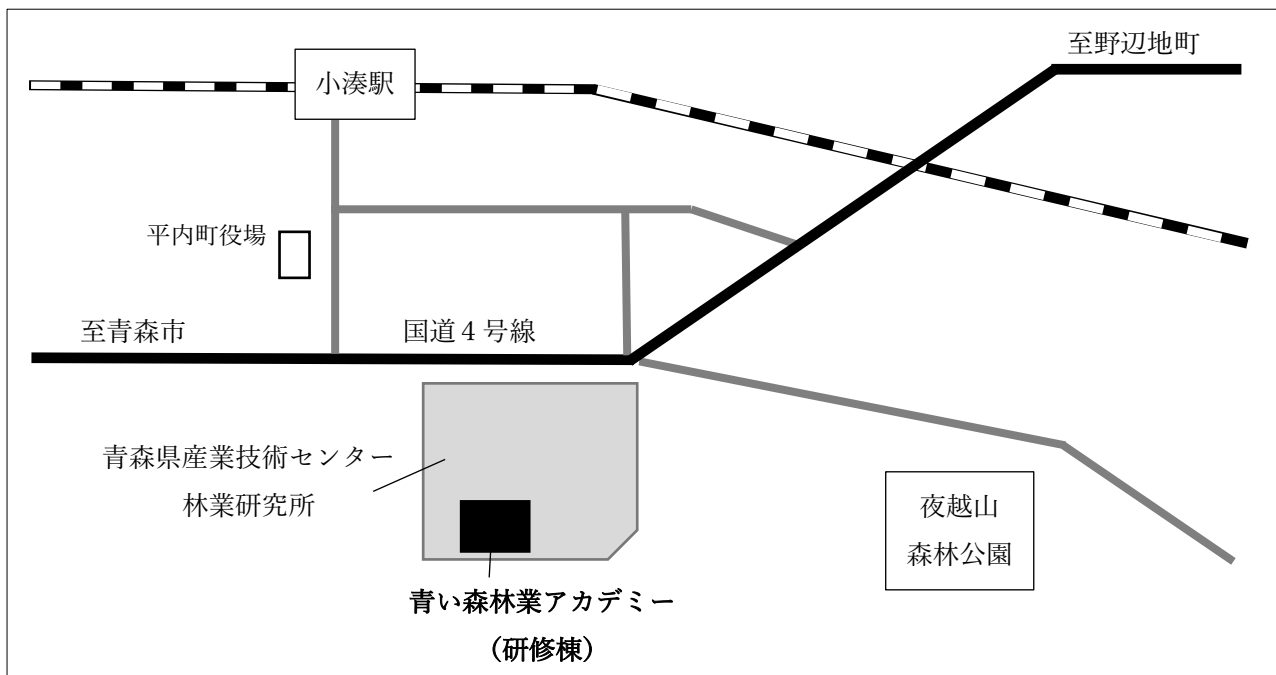 至野辺地町
小湊駅
平内町役場
至青森市
国道４号線
青森県産業技術センター
林業研究所
夜越山
森林公園
青い森林業アカデミー
（研修棟）